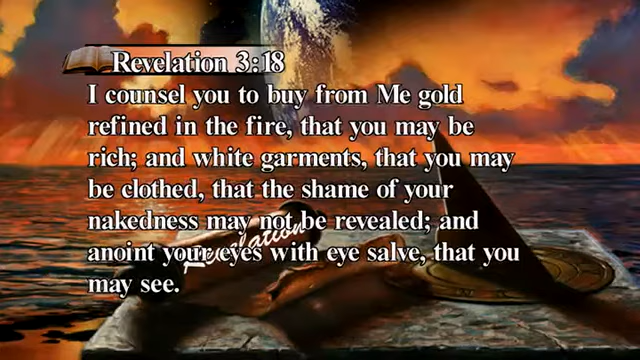 Revelation 3:18
I counsel you to buy from Me gold
refined in the fire, that you may be
rich; and white garments, that you may
be clothed, that the shame of your
nakedness may not be revealed; and
anoint your eyes with eye salve, that you
may see.
Revelation